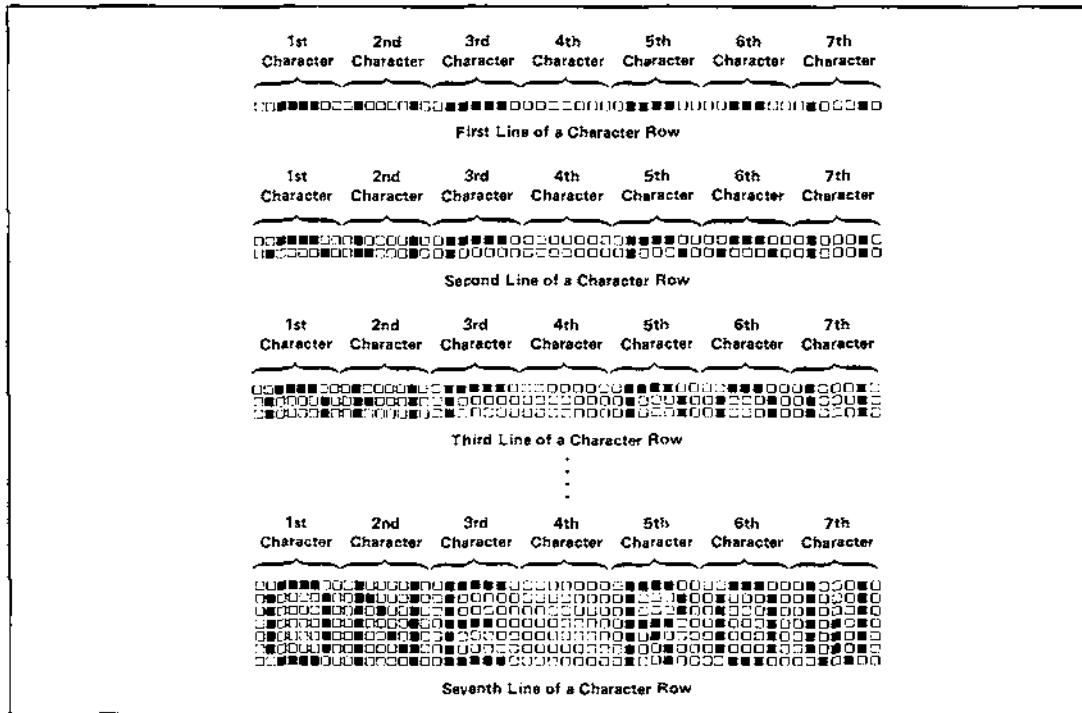 1st 2nd 3rd 4th 5th 6th 7th
Character Character Character Character Character Character Character
First Line of a Character Row
1st 2nd 3rd 4th 5th 6th 7th
Character Character Character Character Character Character Character
Second Line of a Character Row
1st 2nd 3rd 4th 5th 6th 7th
Character Character Character Character Character Character Character
Third Line of a Character Row
1st 2nd 3rd 4th 5th 6th 7th
Character Character Character Character Character Character Character
Seventh Line of a Character Row